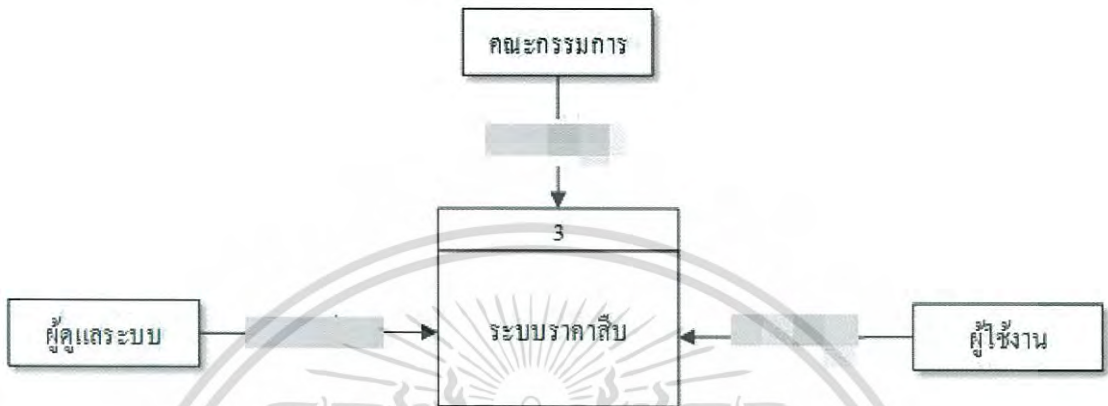 คณะกรรมการ
3
ผู้ดูแลระบบ
ระบบราคาสืบ
ผู้ใช้งาน